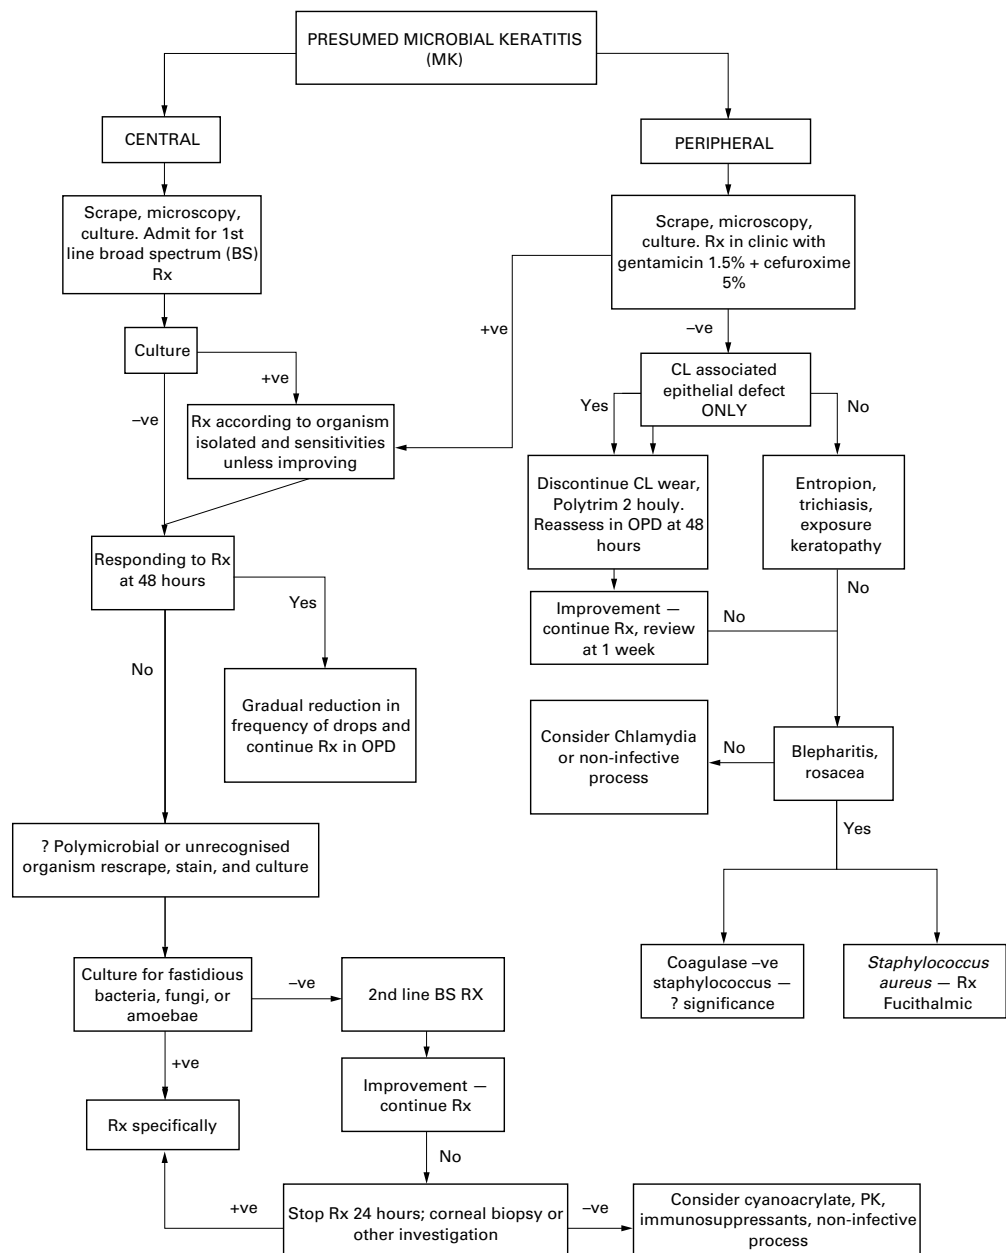 PRESUMED MICROBIAL KERATITIS
(MK)
CENTRAL
PERIPHERAL
Scrape, microscopy,
culture. Admit for 1st
line broad spectrum (BS)
Rx
Scrape, microscopy,
culture. Rx in clinic with
gentamicin 1.5% + cefuroxime
5%
+ve
–ve
Culture
+ve
–ve
CL associated
epithelial defect
ONLY
Yes
No
Rx according to organism
isolated and sensitivities
unless improving
Discontinue CL wear,
Polytrim 2 houly.
Reassess in OPD at 48
hours
Entropion,
trichiasis,
exposure
keratopathy
Responding to Rx
at 48 hours
Yes
No
No
Improvement —
continue Rx, review
at 1 week
No
Gradual reduction in
frequency of drops and
continue Rx in OPD
Consider Chlamydia
or non-infective
process
No
Blepharitis,
rosacea
Yes
? Polymicrobial or unrecognised
organism rescrape, stain, and culture
Coagulase –ve
staphylococcus —
? significance
Staphylococcus
aureus — Rx
Fucithalmic
Culture for fastidious
bacteria, fungi, or
amoebae
–ve
2nd line BS RX
+ve
Improvement —
continue Rx
Rx specifically
No
+ve
Stop Rx 24 hours; corneal biopsy or
other investigation
–ve
Consider cyanoacrylate, PK,
immunosuppressants, non-infective
process